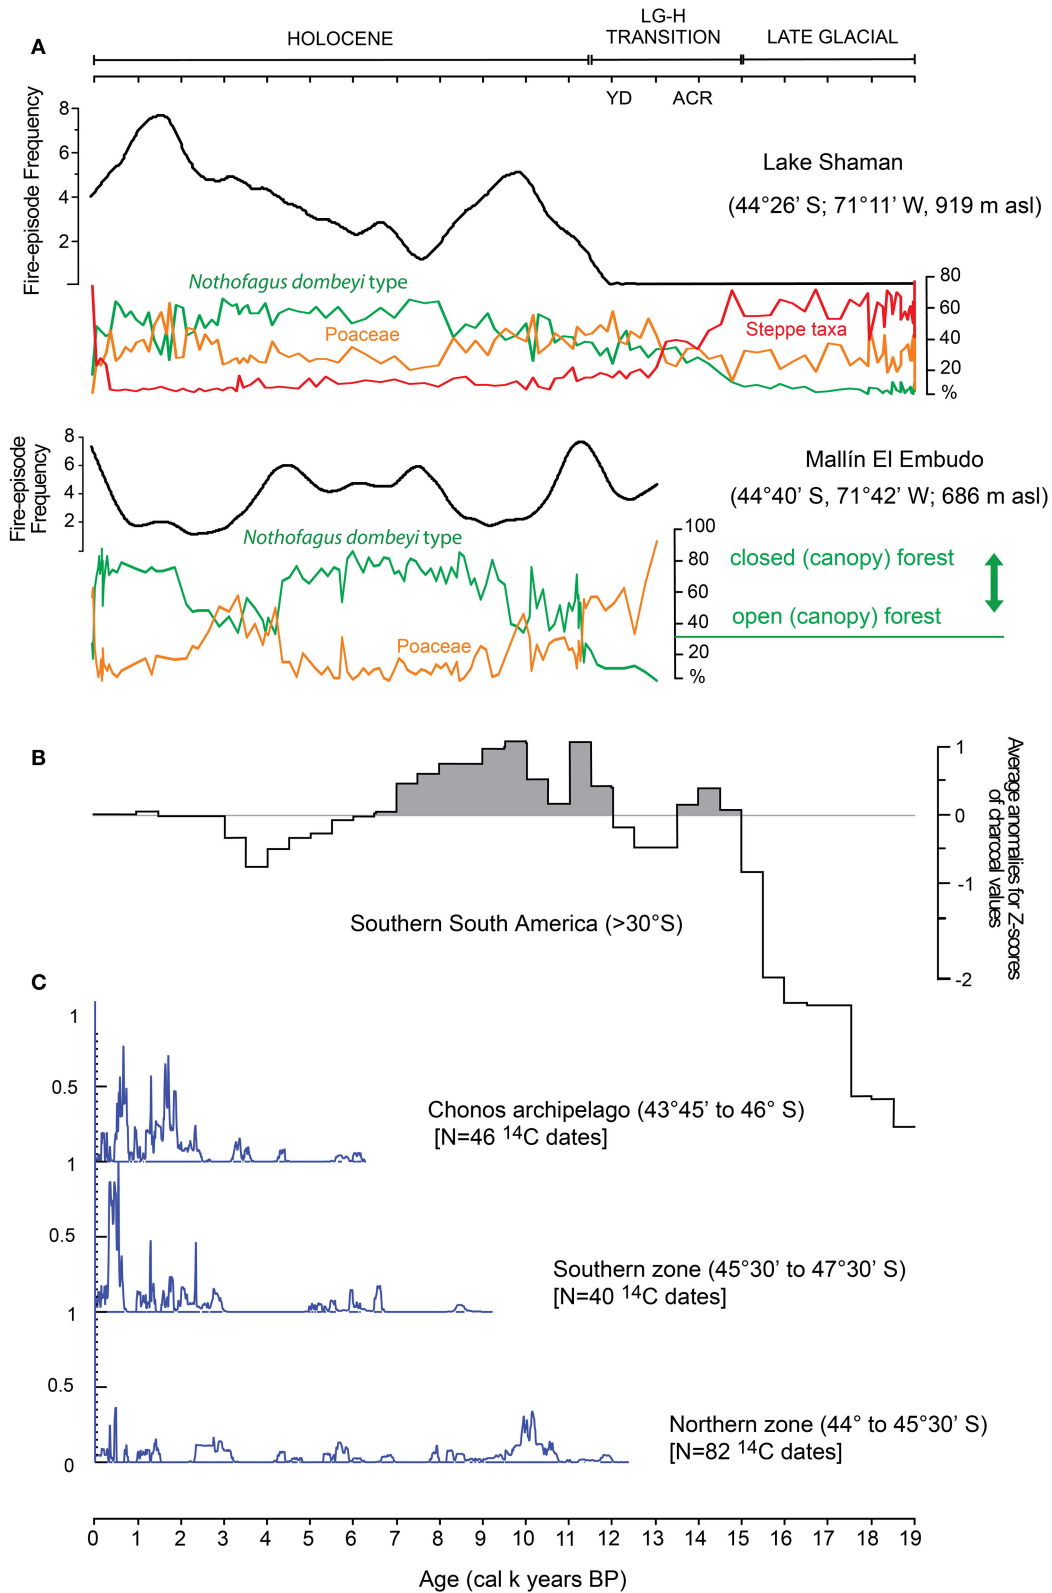 A
HOLOCENE
LG-H
TRANSITION
LATE GLACIAL
YD
ACR
Fire-episode Frequency
8
6
4
2
Lake Shaman
(44°26’ S; 71°11’ W, 919 m asl)
Nothofagus dombeyi type
Poaceae
Steppe taxa
80
60
40
20
%
Fire-episode
Frequency
8
6
4
2
Mallín El Embudo
(44°40’ S, 71°42’ W; 686 m asl)
Nothofagus dombeyi type
Poaceae
100
80
60
40
20
%
closed (canopy) forest
open (canopy) forest
B
1
0
-1
-2
Average anomalies for Z-scores
of charcoal values
Southern South America (>30°S)
C
1
0.5
Chonos archipelago (43°45’ to 46° S)
[N=46 14C dates]
1
0.5
Southern zone (45°30’ to 47°30’ S)
[N=40 14C dates]
1
0.5
0
Northern zone (44° to 45°30’ S)
[N=82 14C dates]
0 1 2 3 4 5 6 7 8 9 10 11 12 13 14 15 16 17 18 19
Age (cal k years BP)